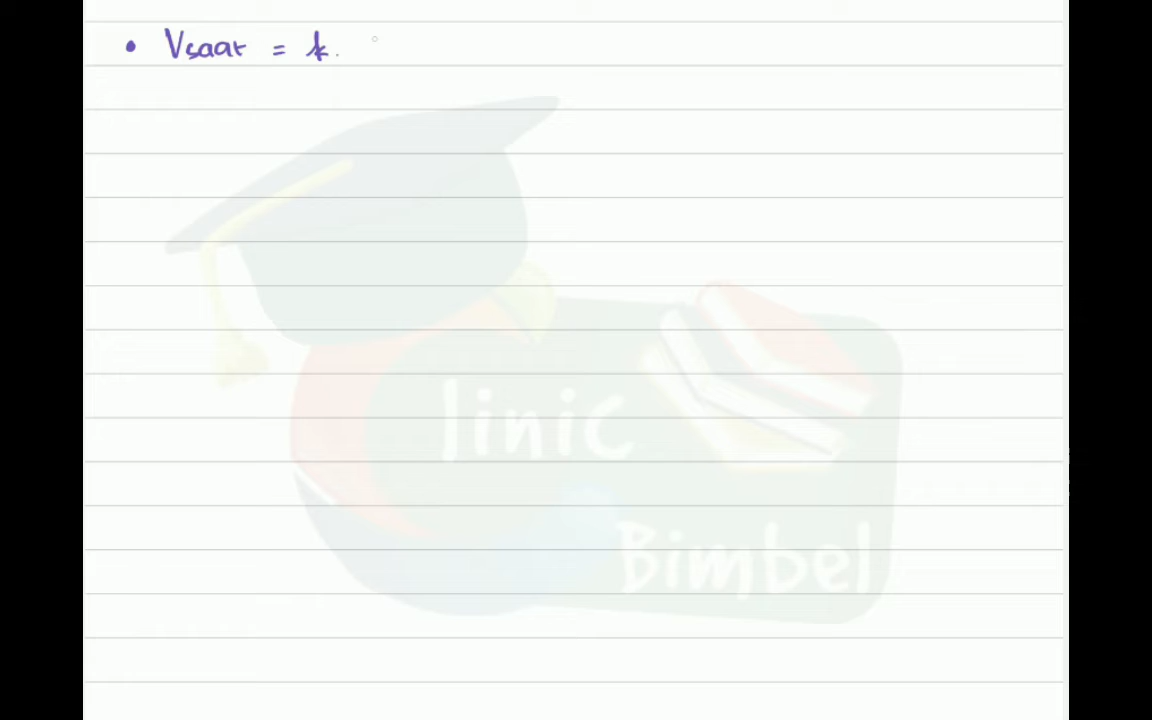 • Vsaat = k.
linic
Bimbel